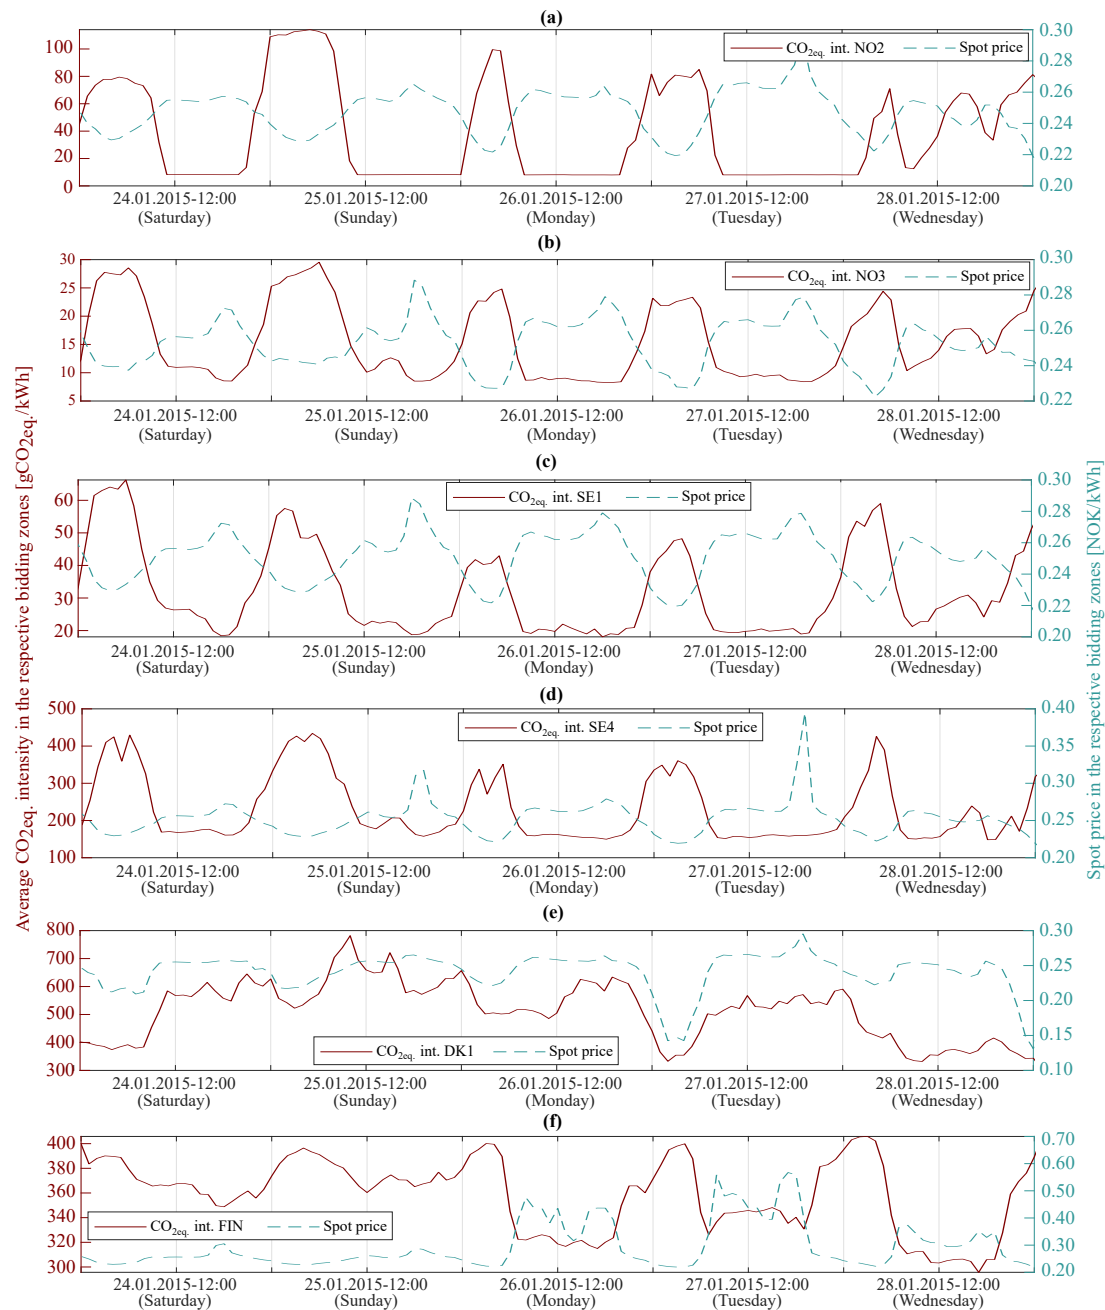 (a)
CO2eq. int. NO2
Spot price
100
80
60
40
20
0
0.30
0.28
0.26
0.24
0.22
0.20
24.01.2015-12:00
(Saturday)
25.01.2015-12:00
(Sunday)
26.01.2015-12:00
(Monday)
27.01.2015-12:00
(Tuesday)
28.01.2015-12:00
(Wednesday)
(b)
CO2eq. int. NO3
Spot price
30
25
20
15
10
5
0.30
0.28
0.26
0.24
0.22
24.01.2015-12:00
(Saturday)
25.01.2015-12:00
(Sunday)
26.01.2015-12:00
(Monday)
27.01.2015-12:00
(Tuesday)
28.01.2015-12:00
(Wednesday)
Average CO2eq. intensity in the respective bidding zones [gCO2eq./kWh]
Spot price in the respective bidding zones [NOK/kWh]
(c)
CO2eq. int. SE1
Spot price
60
50
40
30
20
0.30
0.28
0.26
0.24
0.22
0.20
24.01.2015-12:00
(Saturday)
25.01.2015-12:00
(Sunday)
26.01.2015-12:00
(Monday)
27.01.2015-12:00
(Tuesday)
28.01.2015-12:00
(Wednesday)
(d)
CO2eq. int. SE4
Spot price
500
400
300
200
100
0.40
0.35
0.30
0.25
0.20
24.01.2015-12:00
(Saturday)
25.01.2015-12:00
(Sunday)
26.01.2015-12:00
(Monday)
27.01.2015-12:00
(Tuesday)
28.01.2015-12:00
(Wednesday)
(e)
CO2eq. int. DK1
Spot price
800
700
600
500
400
300
0.30
0.25
0.20
0.15
0.10
24.01.2015-12:00
(Saturday)
25.01.2015-12:00
(Sunday)
26.01.2015-12:00
(Monday)
27.01.2015-12:00
(Tuesday)
28.01.2015-12:00
(Wednesday)
(f)
CO2eq. int. FIN
Spot price
400
380
360
340
320
300
0.70
0.60
0.50
0.40
0.30
0.20
24.01.2015-12:00
(Saturday)
25.01.2015-12:00
(Sunday)
26.01.2015-12:00
(Monday)
27.01.2015-12:00
(Tuesday)
28.01.2015-12:00
(Wednesday)